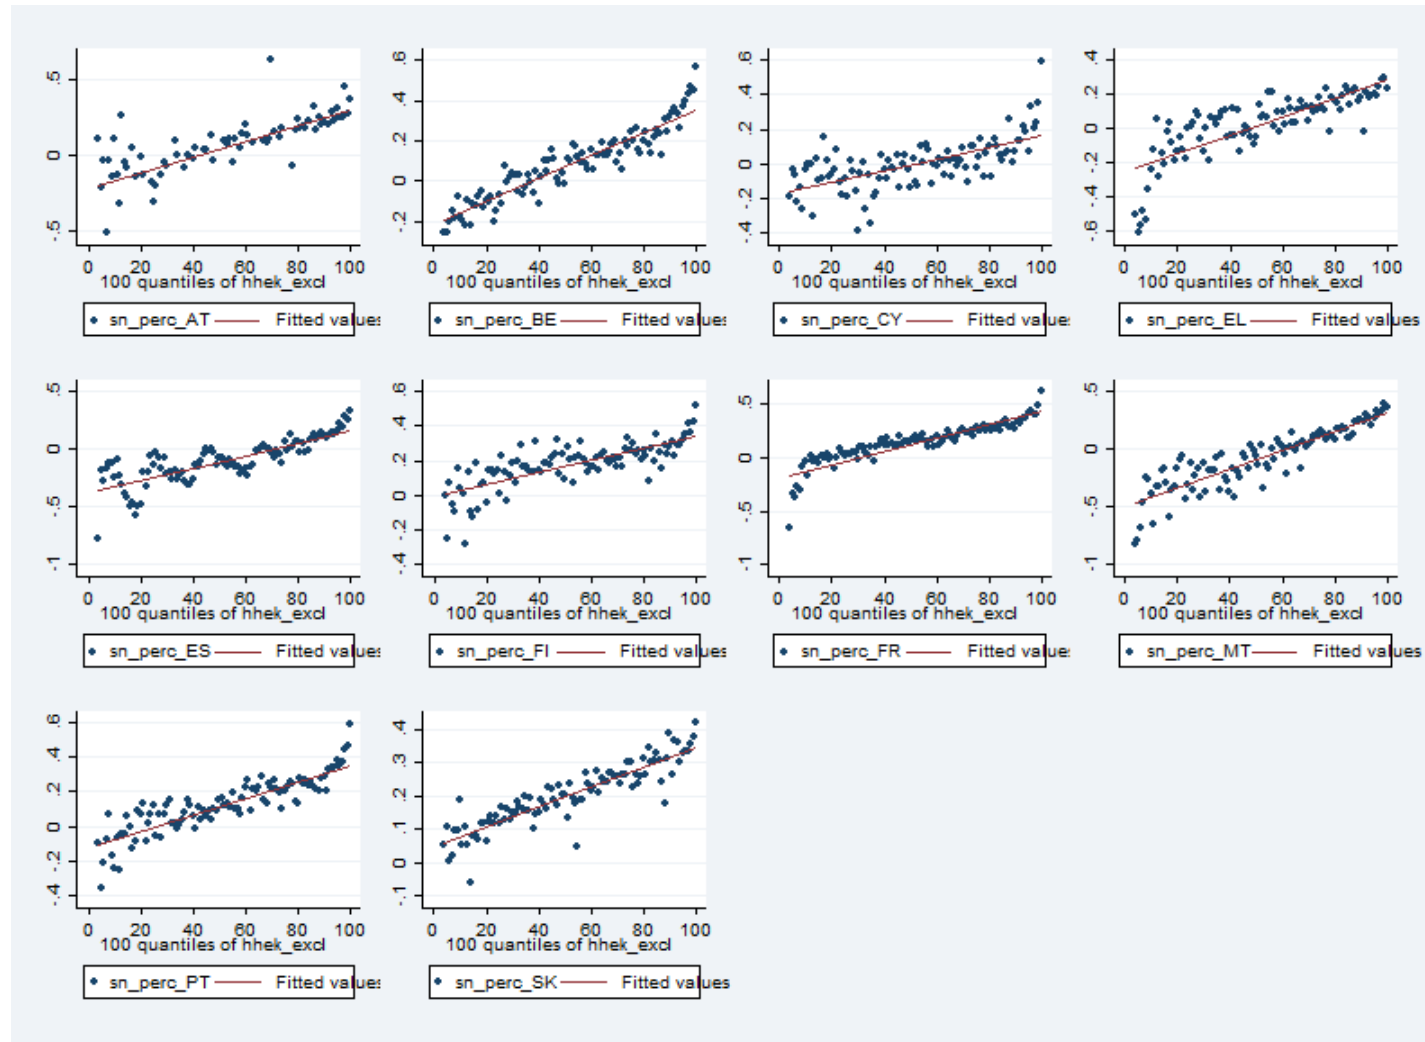 .5
0
-.5
0 20 40 60 80 100
100 quantiles of hhek_excl
sn_perc_AT Fitted values
.6
.4
.2
0
-.2
0 20 40 60 80 100
100 quantiles of hhek_excl
sn_perc_BE Fitted values
.6
.4
.2
0
-.2
-.4
0 20 40 60 80 100
100 quantiles of hhek_excl
sn_perc_CY Fitted values
.4
.2
0
-.2
-.4
-.6
0 20 40 60 80 100
100 quantiles of hhek_excl
sn_perc_EL Fitted values
.5
0
-.5
-1
0 20 40 60 80 100
100 quantiles of hhek_excl
sn_perc_ES Fitted values
.6
.4
.2
0
-.2
-.4
0 20 40 60 80 100
100 quantiles of hhek_excl
sn_perc_FI Fitted values
.5
0
-.5
-1
0 20 40 60 80 100
100 quantiles of hhek_excl
sn_perc_FR Fitted values
.5
0
-.5
-1
0 20 40 60 80 100
100 quantiles of hhek_excl
sn_perc_MT Fitted values
.6
.4
.2
0
-.2
-.4
0 20 40 60 80 100
100 quantiles of hhek_excl
sn_perc_PT Fitted values
.4
.3
.2
.1
0
-.1
0 20 40 60 80 100
100 quantiles of hhek_excl
sn_perc_SK Fitted values